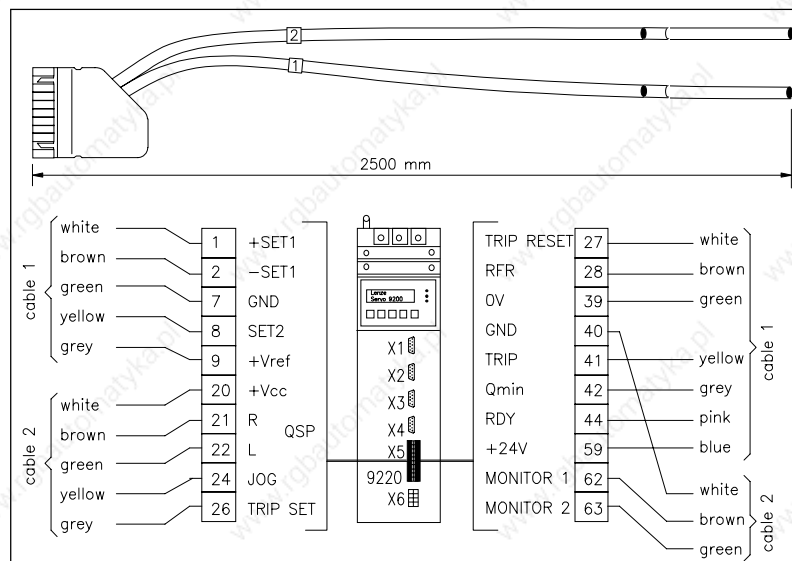 2
1
2500 mm
cable 1
white
brown
green
yellow
grey
cable 2
white
brown
green
yellow
grey
1 +SET1
2 -SET1
7 GND
8 SET2
9 +Vref
20 +Vcc
21 R
QSP
22 L
24 JOG
26 TRIP SET
Lenze
Servo 9200
X1
X2
X3
X4
X5
9220
X6
TRIP RESET 27 white
RFR 28 brown
0V 39 green
GND 40
TRIP 41 yellow
Qmin 42 grey
RDY 44 pink
+24V 59 blue
MONITOR 1 62
MONITOR 2 63
cable 1
white
brown
green
cable 2
www.rgbautomatyka.pl